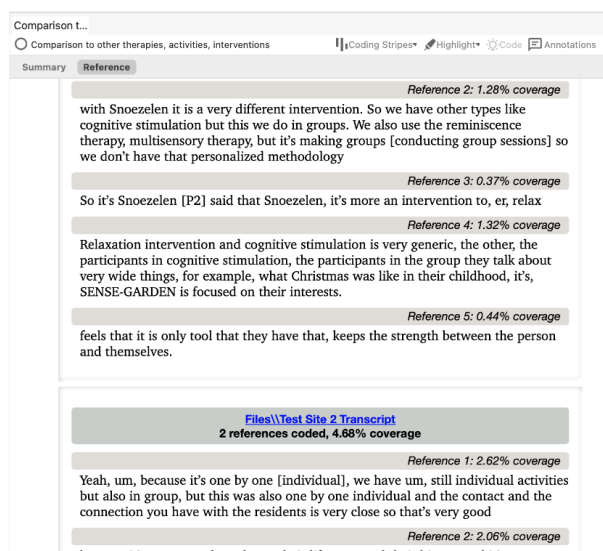 Comparison t...
Comparison to other therapies, activities, interventions Coding Stripes Highlight Code Annotations
Summary Reference
Reference 2: 1.28% coverage
with Snoezelen it is a very different intervention. So we have other types like
cognitive stimulation but this we do in groups. We also use the reminiscence
therapy, multisensory therapy, but it's making groups [conducting group sessions] so
we don't have that personalized methodology
Reference 3: 0.37% coverage
So it's Snoezelen [P2] said that Snoezelen, it's more an intervention to, er, relax
Reference 4: 1.32% coverage
Relaxation intervention and cognitive stimulation is very generic, the other, the
participants in cognitive stimulation, the participants in the group they talk about
very wide things, for example, what Christmas was like in their childhood, it's,
SENSE-GARDEN is focused on their interests.
Reference 5: 0.44% coverage
feels that it is only tool that they have that, keeps the strength between the person
and themselves.
Files\\Test Site 2 Transcript
2 references coded, 4.68% coverage
Reference 1: 2.62% coverage
Yeah, um, because it's one by one [individual], we have um, still individual activities
but also in group, but this was also one by one individual and the contact and the
connection you have with the residents is very close so that's very good
Reference 2: 2.06% coverage